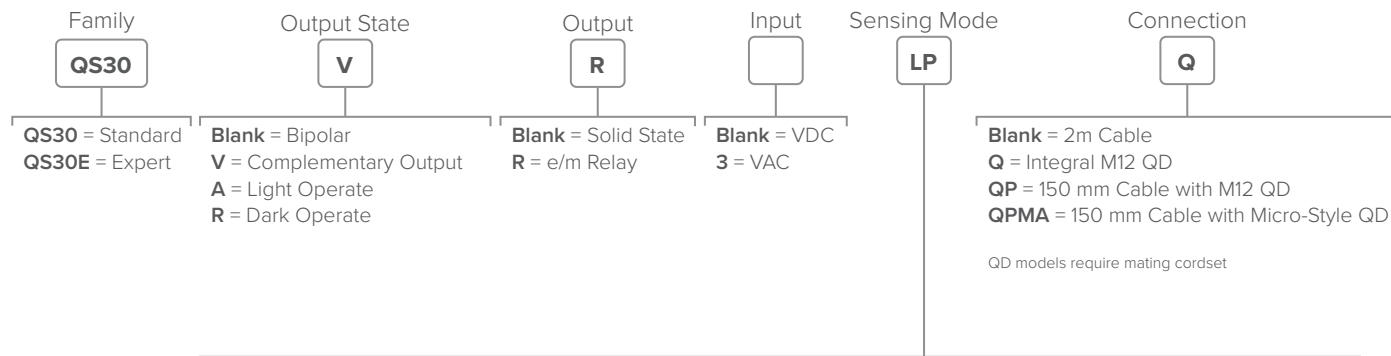 Family Output State Output Input Sensing Mode Connection
QS30 V R LP Q
QS30 = Standard
QS30E = Expert
Blank = Bipolar
V = Complementary Output
A = Light Operate
R = Dark Operate
Blank = Solid State
R = e/m Relay
Blank = VDC
3 = VAC
Blank = 2m Cable
Q = Integral M12 QD
QP = 150 mm Cable with M12 QD
QPMA = 150 mm Cable with Micro-Style QD
QD models require mating cordset